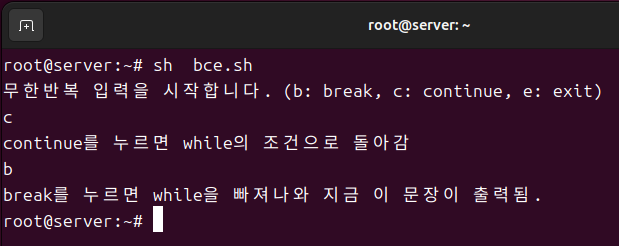 root@server: ~
root@server:~# sh  bce.sh
무한반복 입력을 시작합니다. (b: break, c: continue, e: exit)
c
continue를 누르면 while의 조건으로 돌아감
b
break를 누르면 while을 빠져나와 지금 이 문장이 출력됨.
root@server:~#